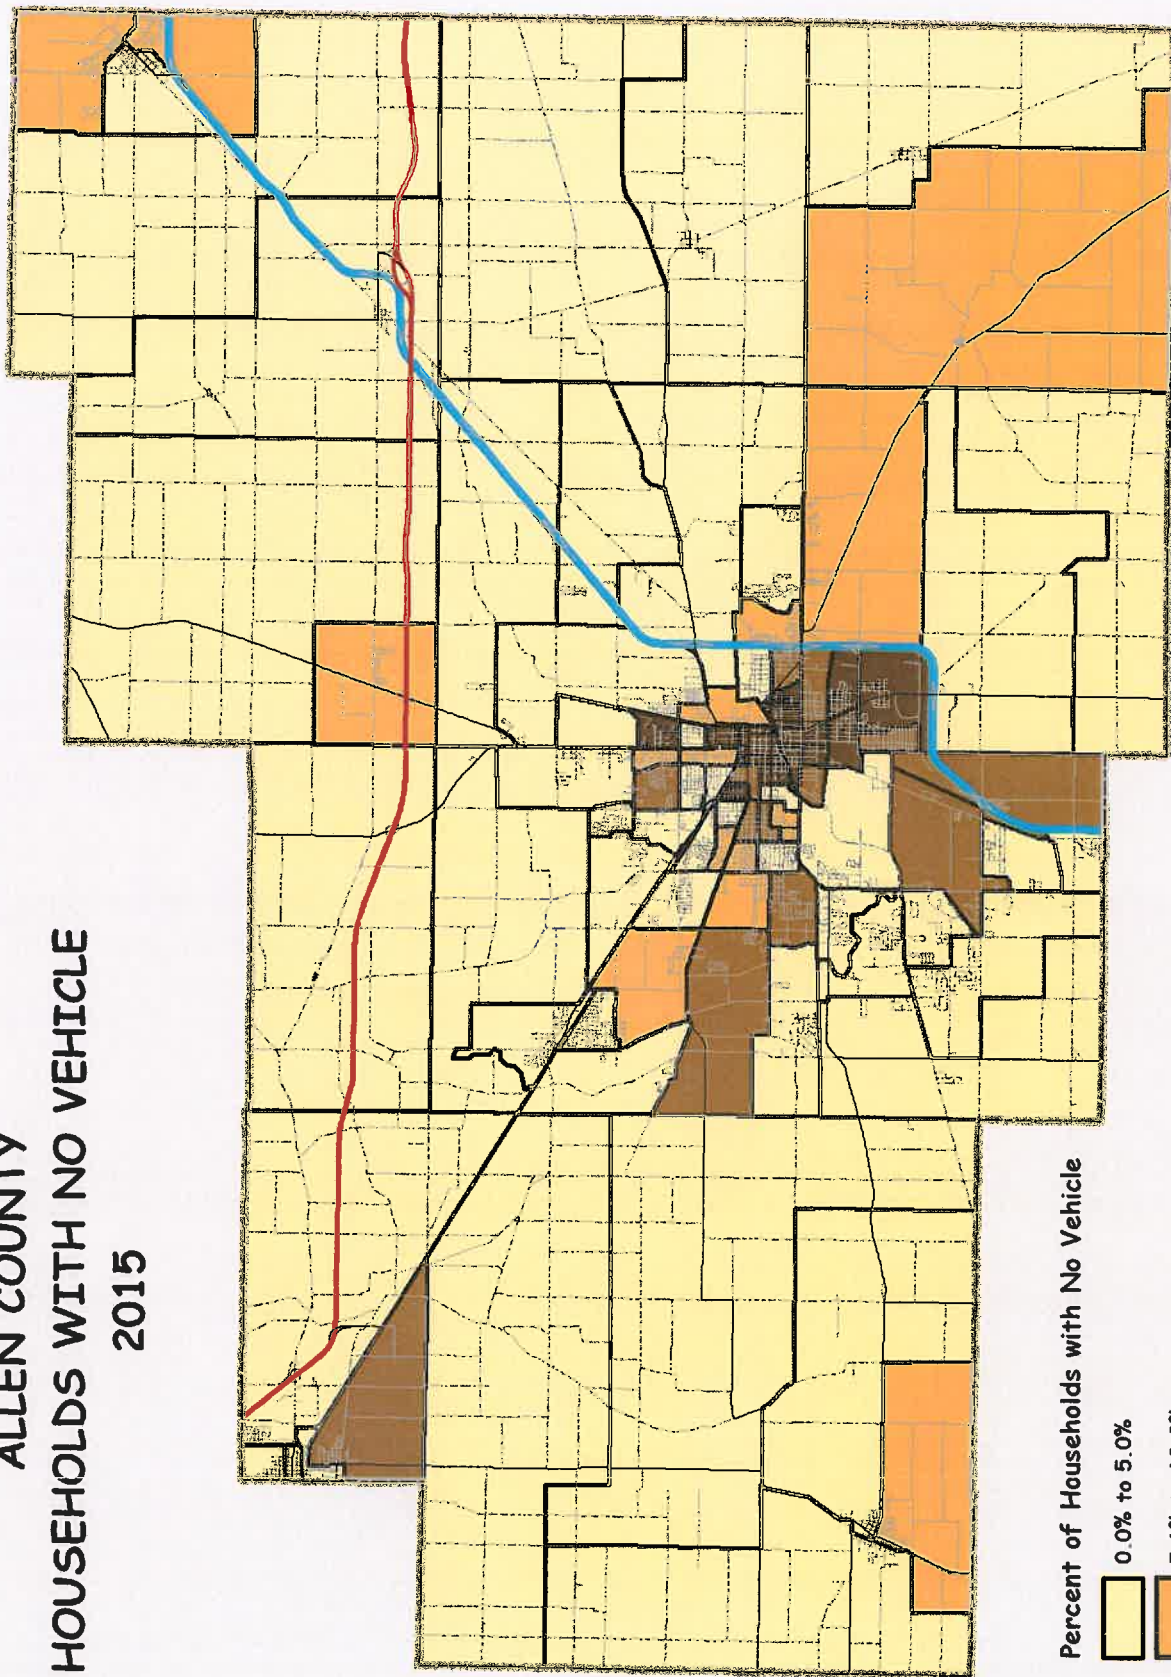 ALLEN COUNTY
HOUSEHOLDS WITH NO VEHICLE
2015
Percent of Households with No Vehicle
0.0% to 5.0%